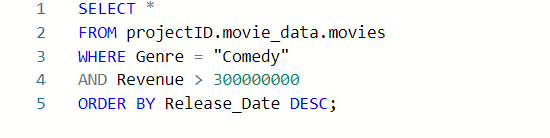 1 SELECT *
2 FROM projectID.movie_data.movies
3 WHERE Genre = "Comedy"
4 AND Revenue > 300000000
5 ORDER BY Release_Date DESC;